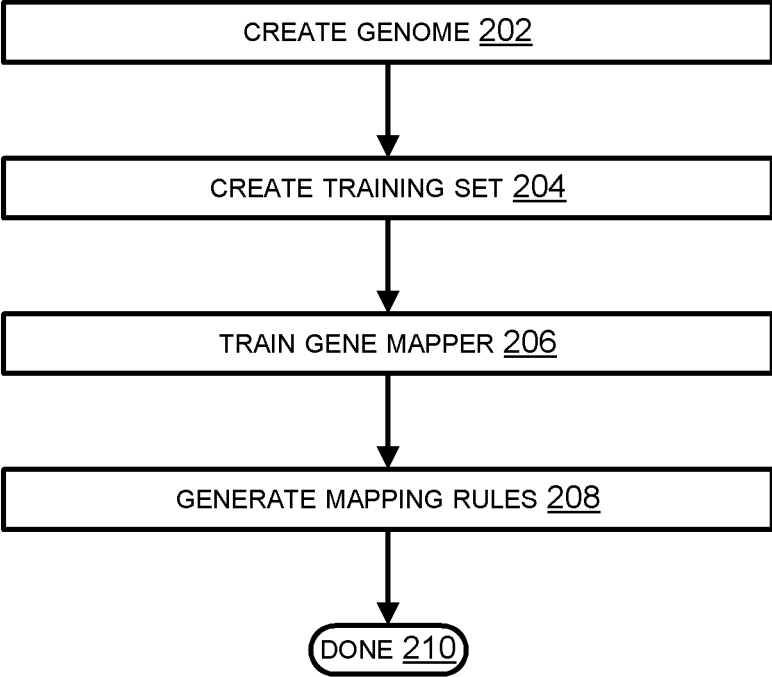 CREATE GENOME 202
CREATE TRAINING SET 204
TRAIN GENE MAPPER 206
GENERATE MAPPING RULES 208
DONE 210